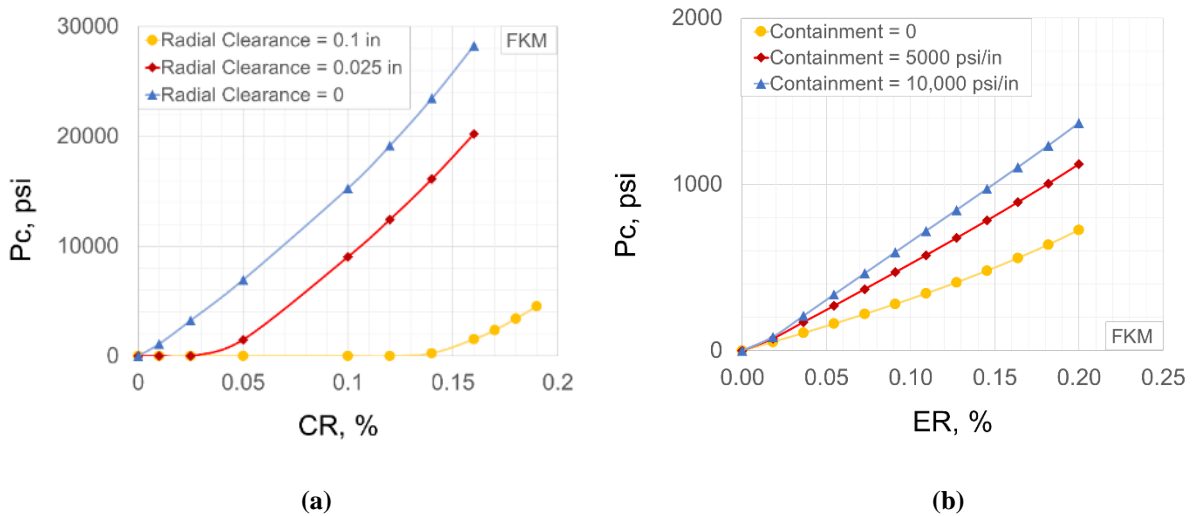 30000
Radial Clearance = 0.1 in
FKM
Radial Clearance = 0.025 in
Radial Clearance = 0
20000
10000
0
Pc, psi
0
0.05
0.1
0.15
0.2
CR, %
(a)
2000
Containment = 0
Containment = 5000 psi/in
Containment = 10,000 psi/in
1000
0
Pc, psi
FKM
0.00
0.05
0.10
0.15
0.20
0.25
ER, %
(b)